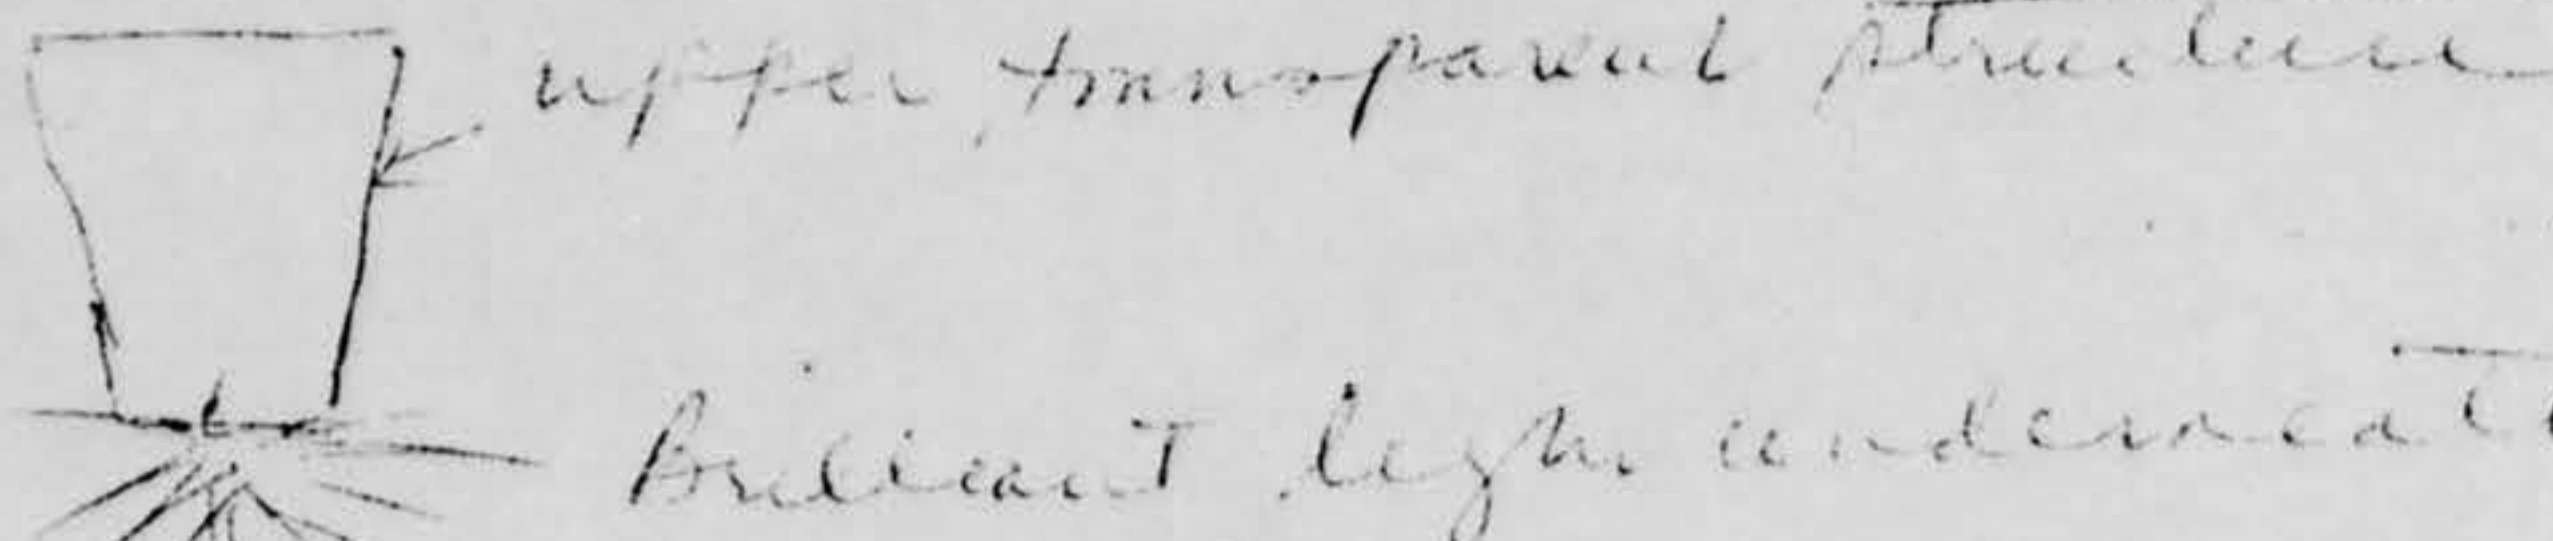 upper transparent structure
Brilliant light underneath